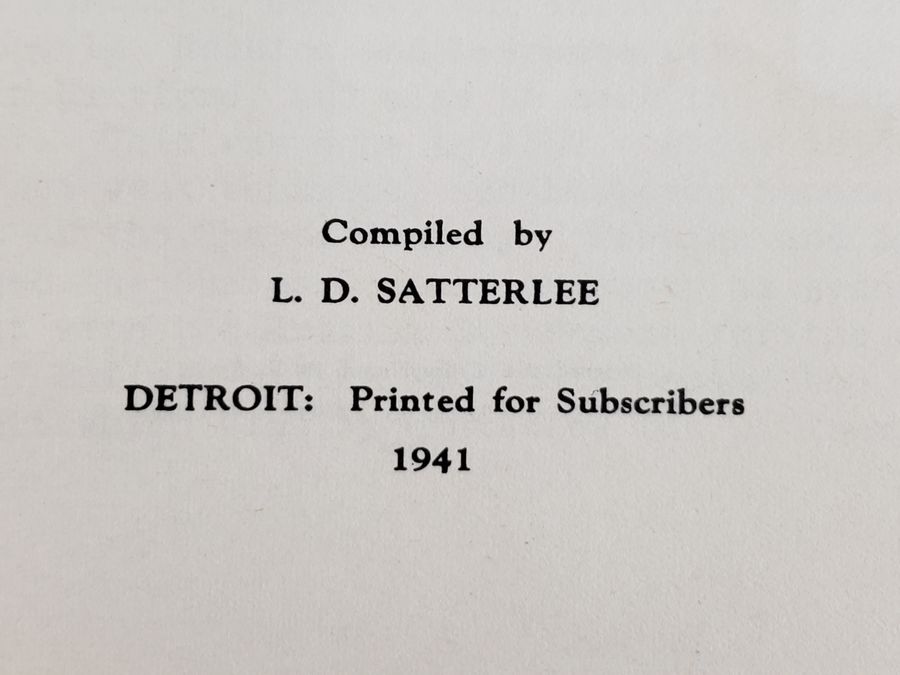 Compiled by
L. D. SATTERLEE
DETROIT: Printed for Subscribers
1941